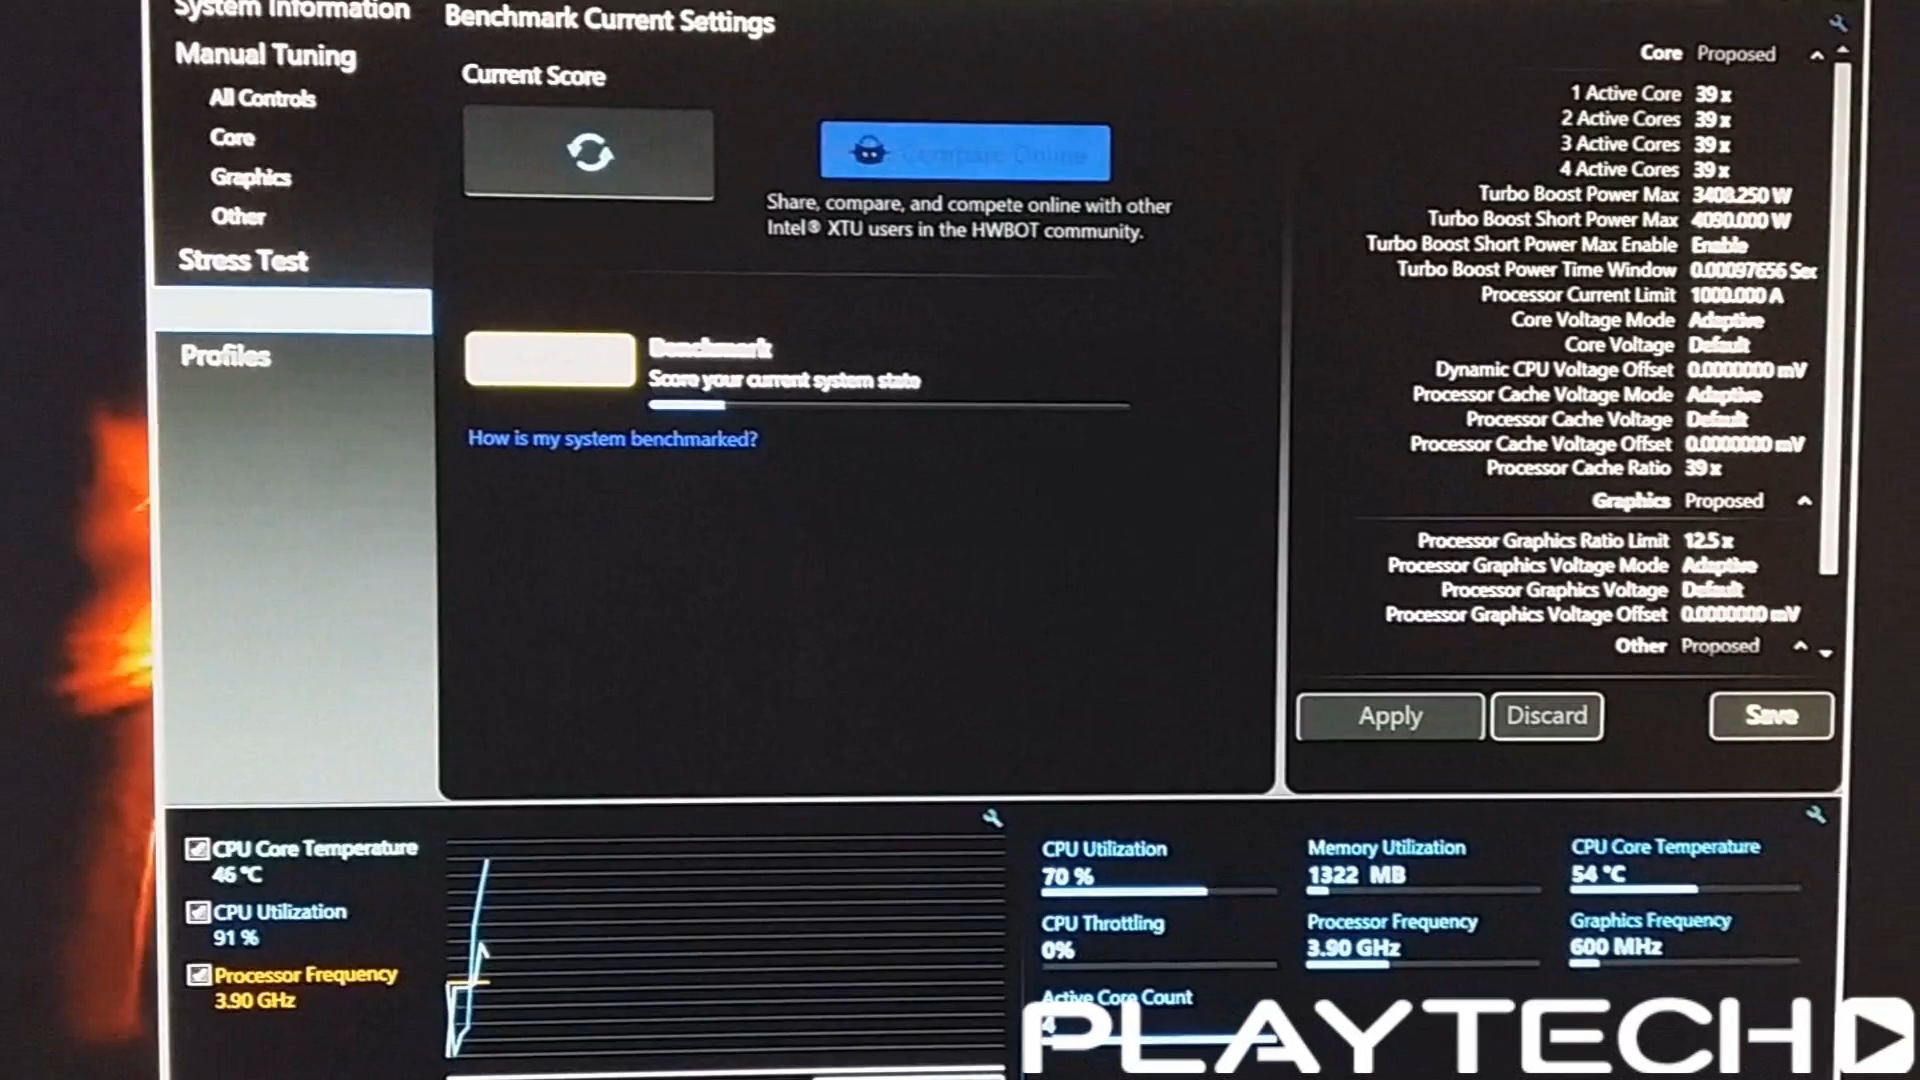 System Information
Manual Tuning
All Controls
Core
Graphics
Other
Stress Test
Profiles
Benchmark Current Settings
Current Score
Compare Online
Share, compare, and compete online with other
Intel® XTU users in the HWBOT community.
Benchmark
Score your current system state
How is my system benchmarked?
Core Proposed
1 Active Core 39 x
2 Active Cores 39 x
3 Active Cores 39 x
4 Active Cores 39 x
Turbo Boost Power Max 3408.250 W
Turbo Boost Short Power Max 4090.000 W
Turbo Boost Short Power Max Enable Enable
Turbo Boost Power Time Window 0.00097656 Sec
Processor Current Limit 1000.000 A
Core Voltage Mode Adaptive
Core Voltage Default
Dynamic CPU Voltage Offset 0.0000000 mV
Processor Cache Voltage Mode Adaptive
Processor Cache Voltage Default
Processor Cache Voltage Offset 0.0000000 mV
Processor Cache Ratio 39 x
Graphics Proposed
Processor Graphics Ratio Limit 12.5 x
Processor Graphics Voltage Mode Adaptive
Processor Graphics Voltage Default
Processor Graphics Voltage Offset 0.0000000 mV
Other Proposed
Apply Discard Save
CPU Core Temperature
46 °C
CPU Utilization
91 %
Processor Frequency
3.90 GHz
CPU Utilization
70 %
Memory Utilization
1322 MB
CPU Core Temperature
54 °C
CPU Throttling
0%
Processor Frequency
3.90 GHz
Graphics Frequency
600 MHz
Active Core Count
4
PLAYTECH